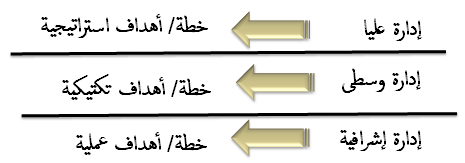 إدارة عليا خطة/ أهداف استراتيجية
إدارة وسطى خطة/ أهداف تكتيكية
إدارة إشرافية خطة/ أهداف عملية